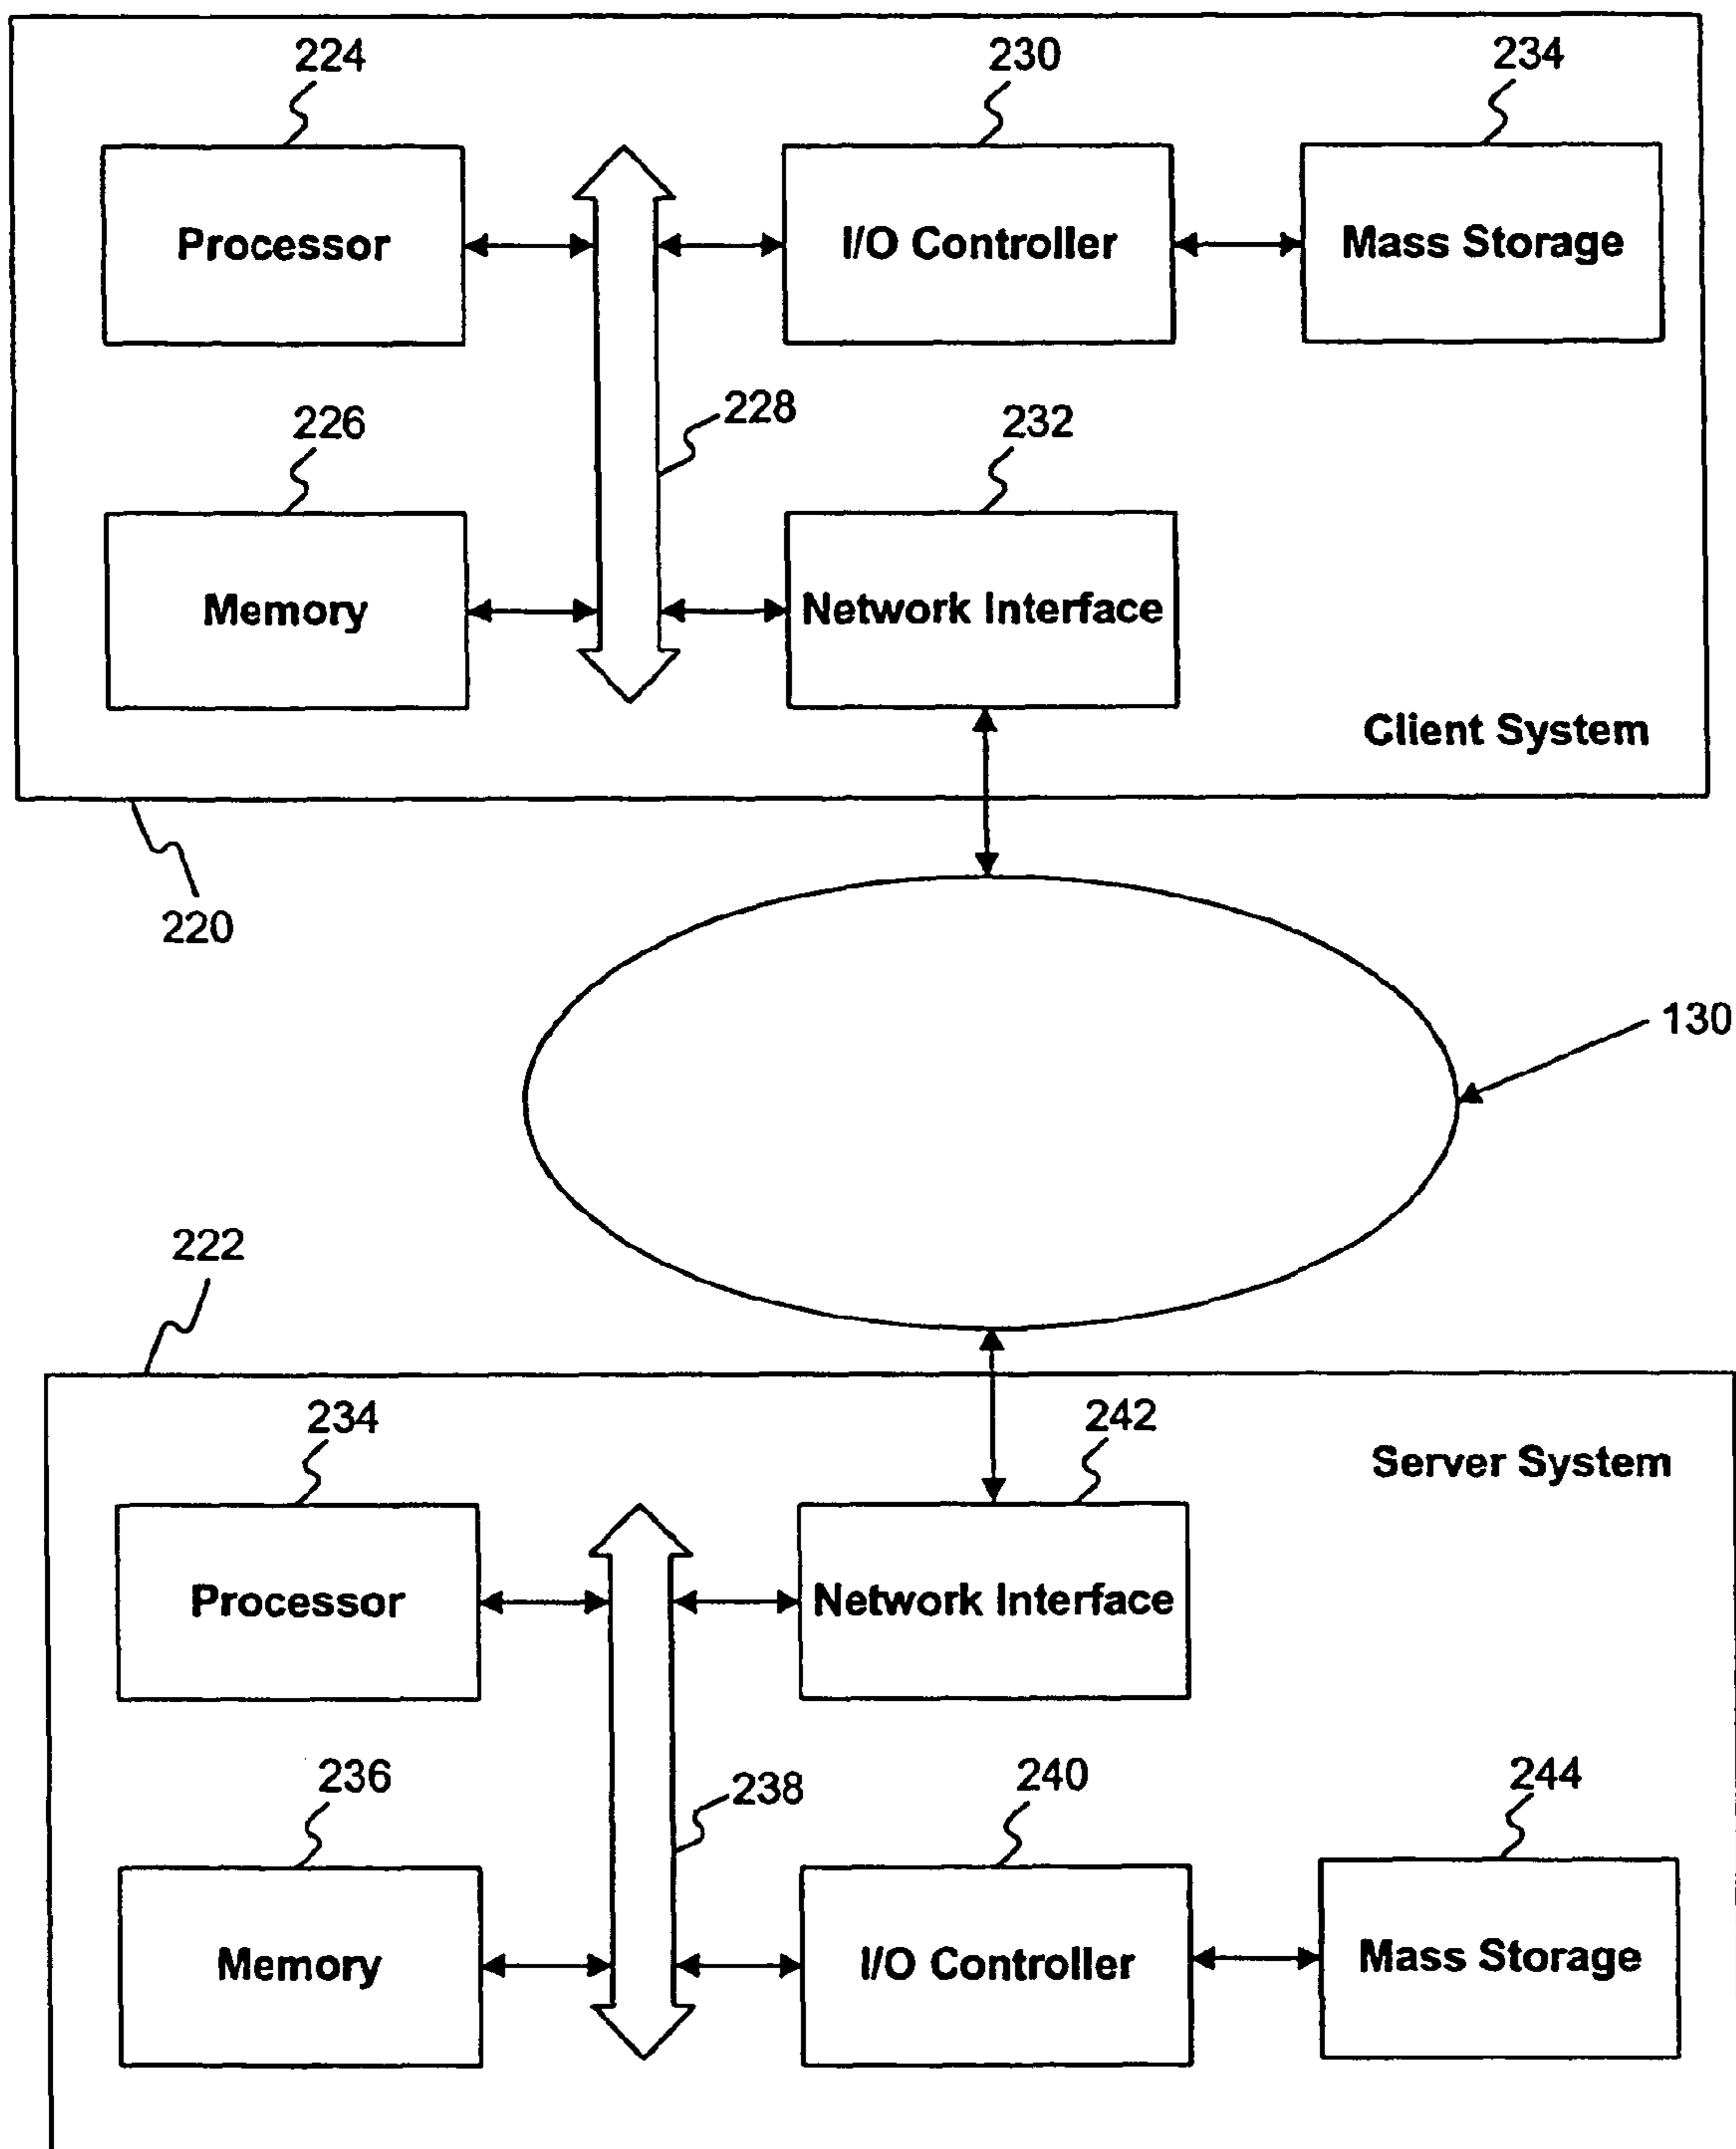 224
230
234
Processor
I/O Controller
Mass Storage
226
228
232
Memory
Network Interface
Client System
220
130
222
234
242
Server System
Processor
Network Interface
236
238
240
244
Memory
I/O Controller
Mass Storage